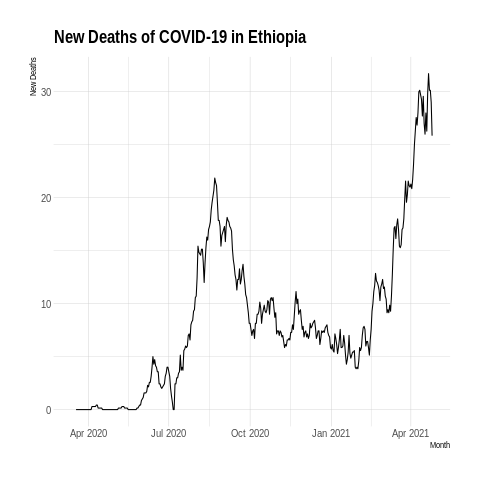 New Deaths of COVID-19 in Ethiopia
New Deaths
30
20
10
0
Apr 2020
Jul 2020
Oct 2020
Jan 2021
Apr 2021
Month